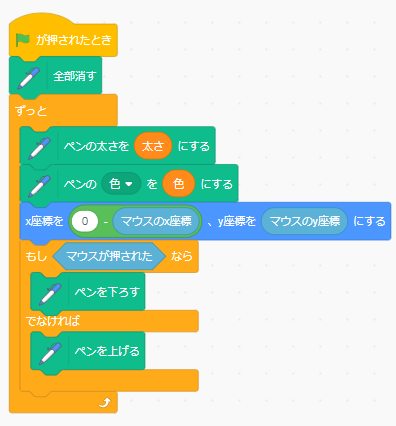 が押されたとき
全部消す
ずっと
ペンの太さを 太さ にする
ペンの 色 を 色 にする
x座標を 0 - マウスのx座標 、y座標を マウスのy座標 にする
もし マウスが押された なら
ペンを下ろす
でなければ
ペンを上げる